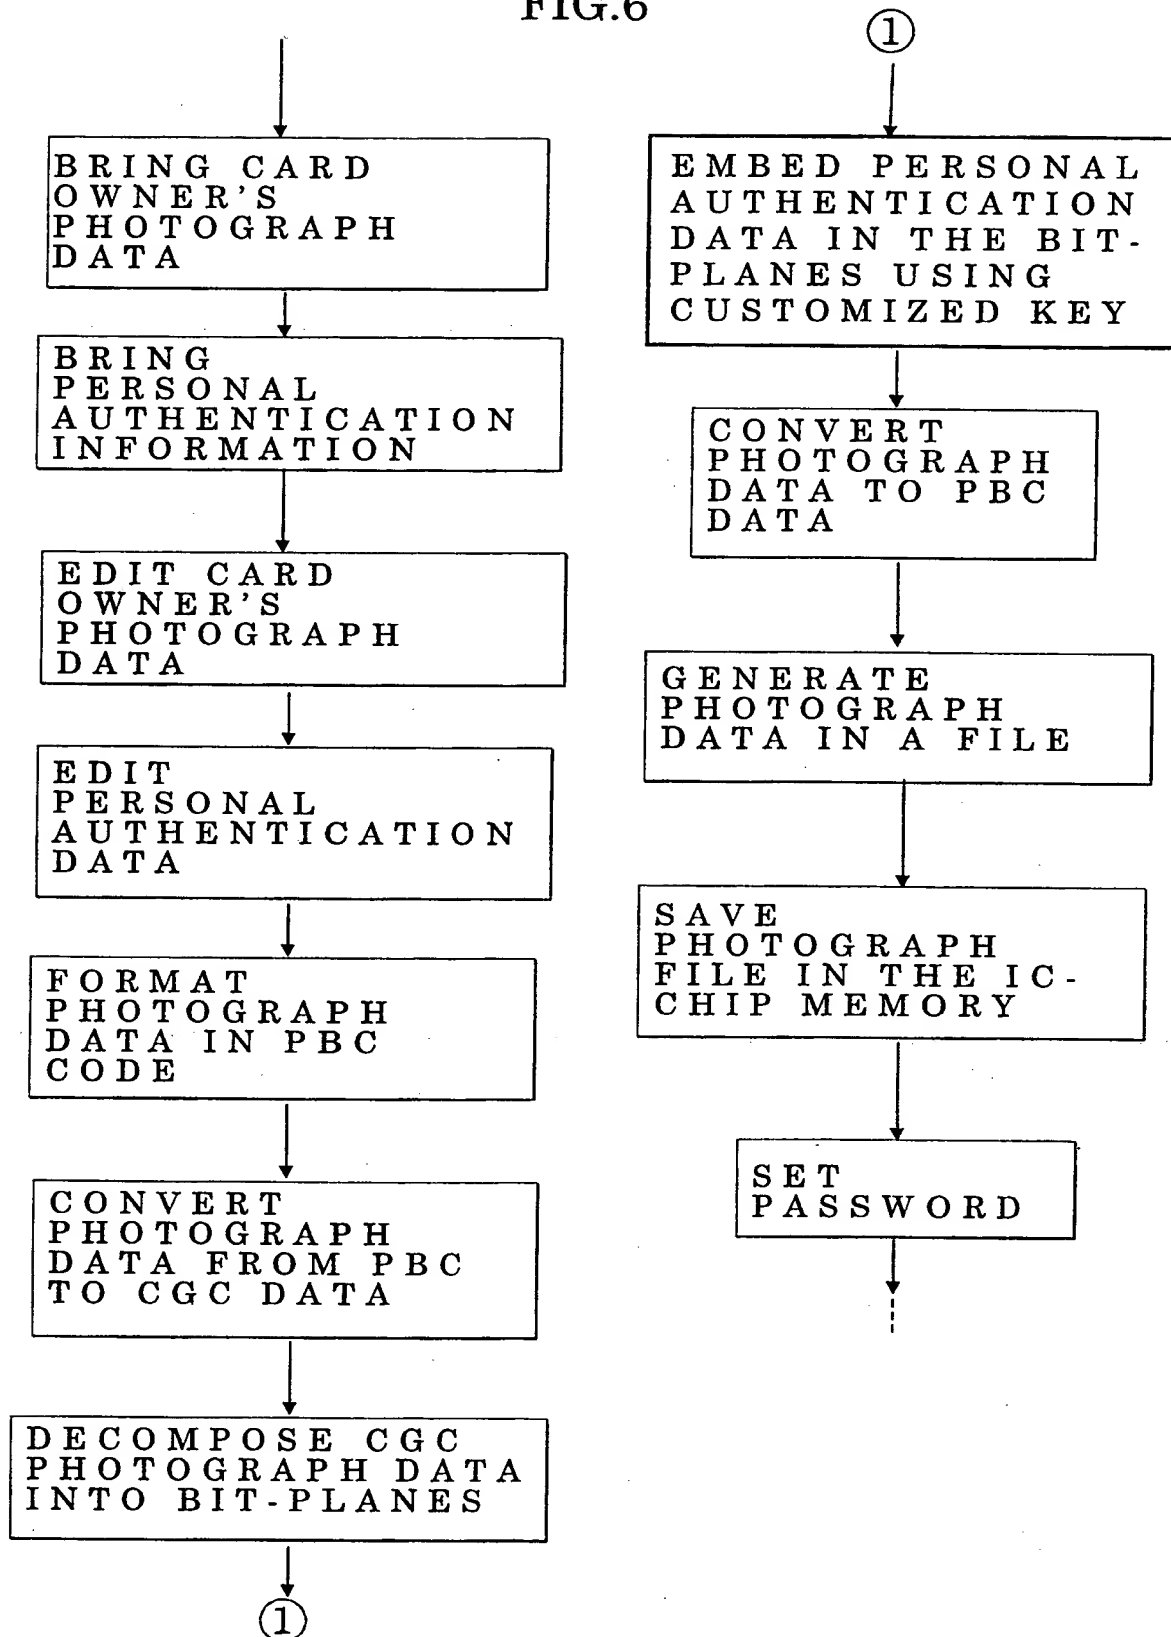 FIG.6
BRING CARD
OWNER'S
PHOTOGRAPH
DATA
BRING
PERSONAL
AUTHENTICATION
INFORMATION
EDIT CARD
OWNER'S
PHOTOGRAPH
DATA
EDIT
PERSONAL
AUTHENTICATION
DATA
FORMAT
PHOTOGRAPH
DATA IN PBC
CODE
CONVERT
PHOTOGRAPH
DATA FROM PBC
TO CGC DATA
DECOMPOSE CGC
PHOTOGRAPH DATA
INTO BIT-PLANES
①
①
EMBED PERSONAL
AUTHENTICATION
DATA IN THE BIT-
PLANES USING
CUSTOMIZED KEY
CONVERT
PHOTOGRAPH
DATA TO PBC
DATA
GENERATE
PHOTOGRAPH
DATA IN A FILE
SAVE
PHOTOGRAPH
FILE IN THE IC-
CHIP MEMORY
SET
PASSWORD